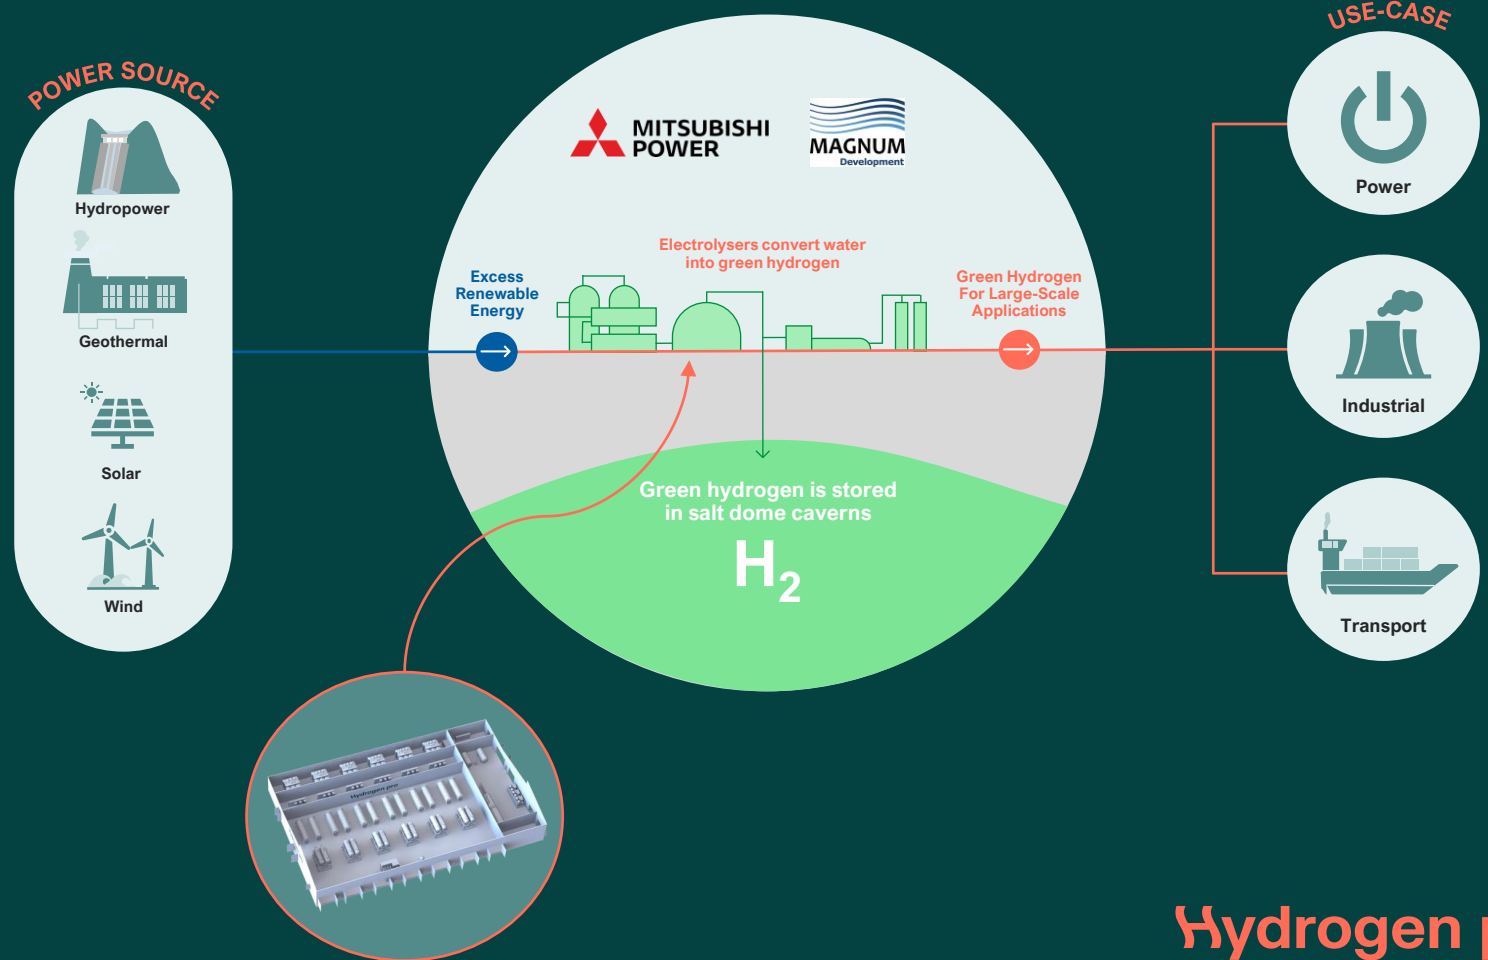 POWER SOURCE
Hydropower
Geothermal
Solar
Wind
MITSUBISHI
POWER
MAGNUM
Development
Excess
Renewable
Energy
Electrolysers convert water
into green hydrogen
Green Hydrogen
For Large-Scale
Applications
Green hydrogen is stored
in salt dome caverns
H₂
USE-CASE
Power
Industrial
Transport
Hydrogen.pro
Hydrogen